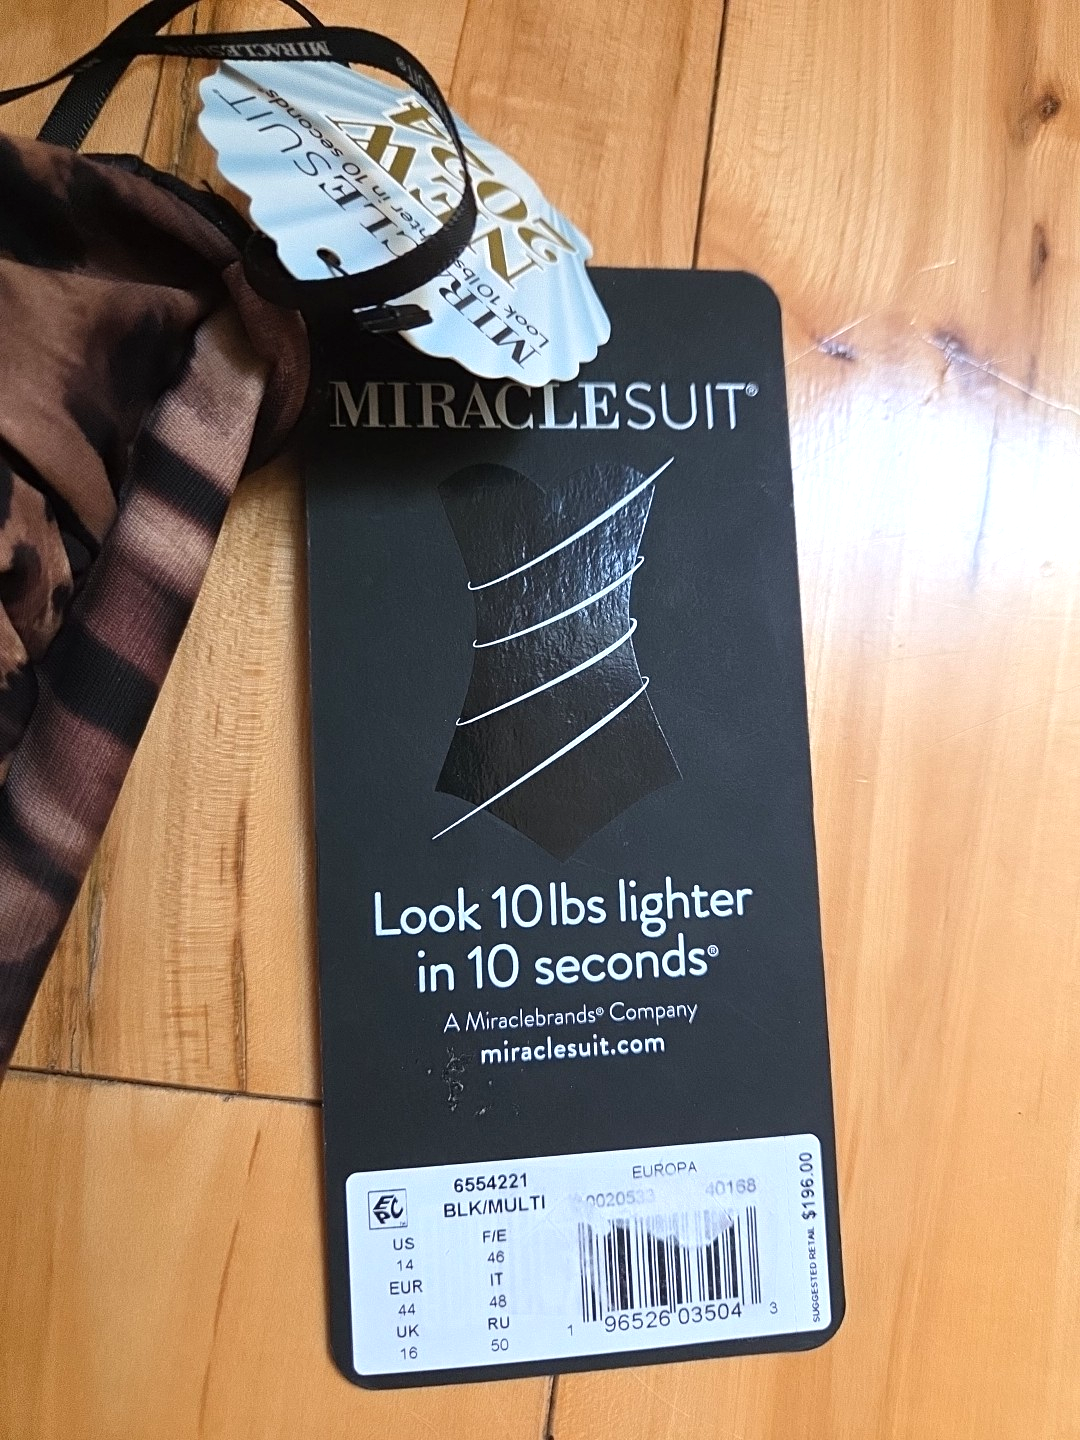 MIRACLESUIT
MIRACLESUIT
Look 10lbs lighter in 10 seconds®
NEW
2024
MIRACLESUIT®
Look 10lbs lighter
in 10 seconds®
A Miraclebrands® Company
miraclesuit.com
6554221
BLK/MULTI
EUROPA
0020533 40168
EPC
US
14
EUR
44
UK
16
F/E
46
IT
48
RU
50
1 96526 03504 3
SUGGESTED RETAIL $196.00